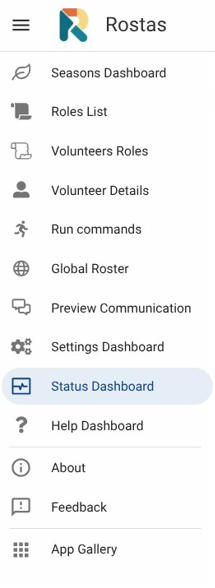 Rostas
Seasons Dashboard
Roles List
Volunteers Roles
Volunteer Details
Run commands
Global Roster
Preview Communication
Settings Dashboard
Status Dashboard
Help Dashboard
About
Feedback
App Gallery